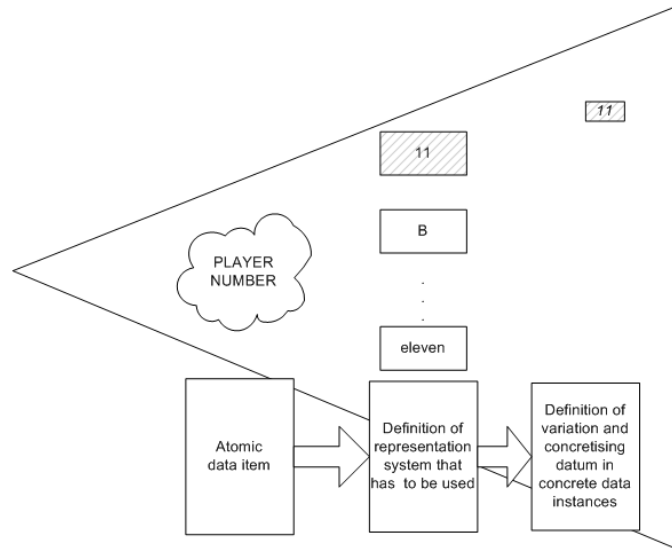 11
11
B
PLAYER
NUMBER
.
.
.
eleven
Atomic
data item
Definition of
representation
system that
has to be used
Definition of
variation and
concretising
datum in
concrete data
instances